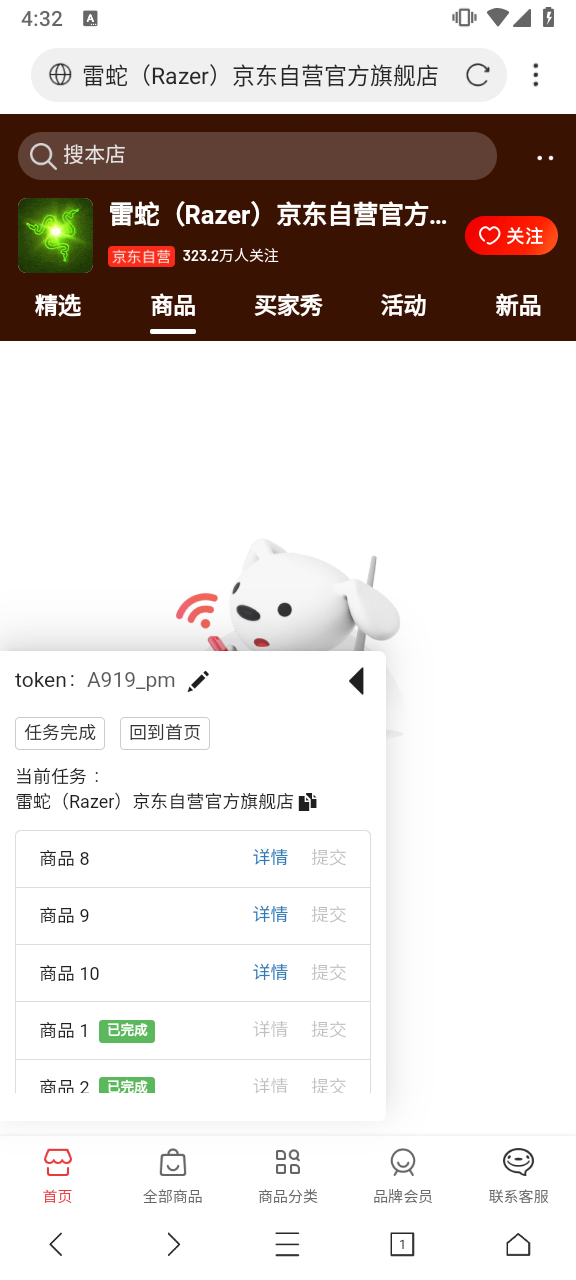 4:32
雷蛇（Razer）京东自营官方旗舰店
搜本店
雷蛇（Razer）京东自营官方...
京东自营 323.2万人关注
关注
精选 商品 买家秀 活动 新品
token： A919_pm
任务完成 回到首页
当前任务：
雷蛇（Razer）京东自营官方旗舰店
商品 8 详情 提交
商品 9 详情 提交
商品 10 详情 提交
商品 1 已完成 详情 提交
商品 2 已完成 详情 提交
首页 全部商品 商品分类 品牌会员 联系客服
1